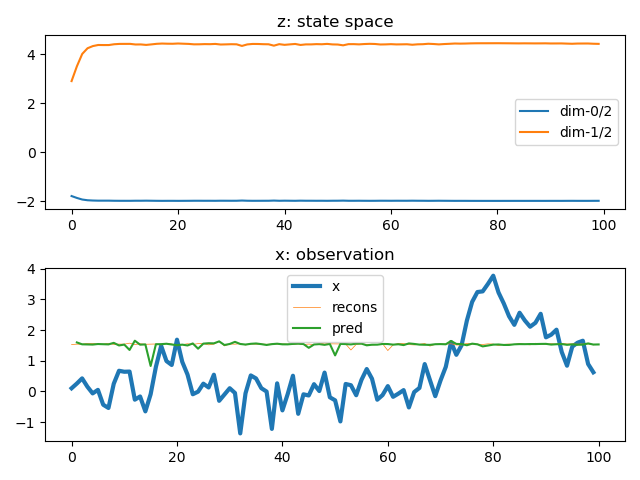 z: state space
4
2
0
−2
dim-0/2
dim-1/2
0 20 40 60 80 100
x: observation
4
3
2
1
0
−1
x
recons
pred
0 20 40 60 80 100